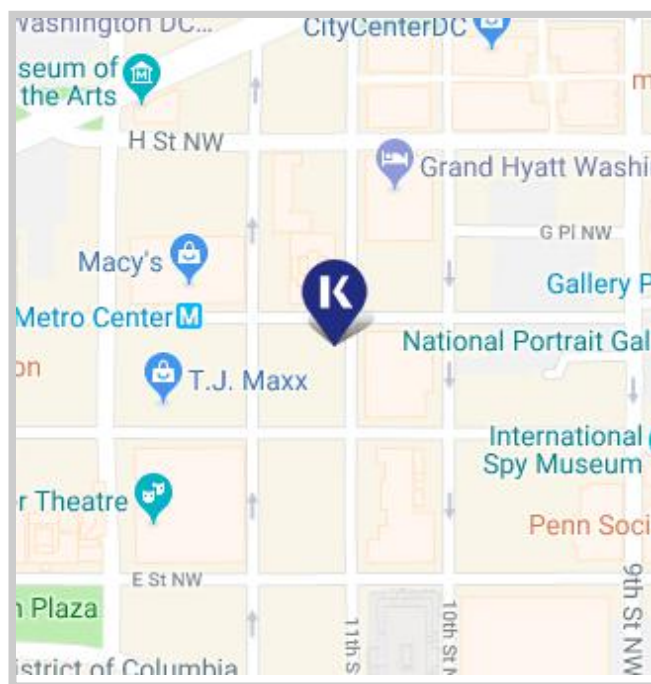 Washington DC...
CityCenterDC
seum of
the Arts
m
H St NW
Grand Hyatt Washi
G Pl NW
Macy's
K
Gallery P
Metro Center M
National Portrait Gal
on
T.J. Maxx
International
Spy Museum
r Theatre
Penn Soci
E St NW
n Plaza
11th S
10th St N
9th St NW
istrict of Columbia